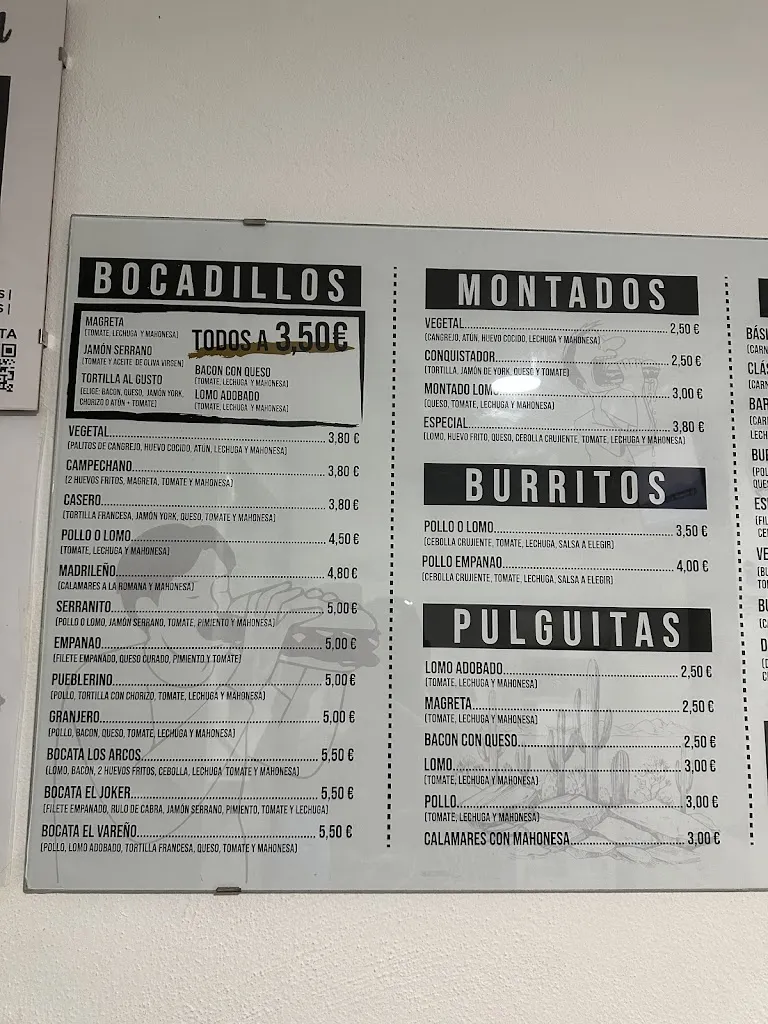 BOCADILLOS
TODOS A 3,50€
MAGRETA
(TOMATE, LECHUGA Y MAHONESA)
JAMÓN SERRANO
(TOMATE Y ACEITE DE OLIVA VIRGEN)
TORTILLA AL GUSTO
(ELIGE: BACON, QUESO, JAMÓN YORK,
CHORIZO O ATÚN + TOMATE)
BACON CON QUESO
(TOMATE, LECHUGA Y MAHONESA)
LOMO ADOBADO
(TOMATE, LECHUGA Y MAHONESA)
VEGETAL 3,80 €
(PALITOS DE CANGREJO, HUEVO COCIDO, ATÚN, LECHUGA Y MAHONESA)
CAMPECHANO 3,80 €
(2 HUEVOS FRITOS, MAGRETA, TOMATE Y MAHONESA)
CASERO 3,80 €
(TORTILLA FRANCESA, JAMÓN YORK, QUESO, TOMATE Y MAHONESA)
POLLO O LOMO 4,50 €
(TOMATE, LECHUGA Y MAHONESA)
MADRILEÑO 4,80 €
(CALAMARES A LA ROMANA Y MAHONESA)
SERRANITO 5,00 €
(POLLO O LOMO, JAMÓN SERRANO, TOMATE, PIMIENTO Y MAHONESA)
EMPANAO 5,00 €
(FILETE EMPANADO, QUESO CURADO, PIMIENTO Y TOMATE)
PUEBLERINO 5,00 €
(POLLO, TORTILLA CON CHORIZO, TOMATE, LECHUGA Y MAHONESA)
GRANJERO 5,00 €
(POLLO, BACON, QUESO, TOMATE, LECHUGA Y MAHONESA)
BOCATA LOS ARCOS 5,50 €
(LOMO, BACON, 2 HUEVOS FRITOS, CEBOLLA, LECHUGA TOMATE Y MAHONESA)
BOCATA EL JOKER 5,50 €
(FILETE EMPANADO, RULO DE CABRA, JAMÓN SERRANO, PIMIENTO, TOMATE Y LECHUGA)
BOCATA EL VAREÑO 5,50 €
(POLLO, LOMO ADOBADO, TORTILLA FRANCESA, QUESO, TOMATE Y MAHONESA)
MONTADOS
VEGETAL 2,50 €
(CANGREJO, ATÚN, HUEVO COCIDO, LECHUGA Y MAHONESA)
CONQUISTADOR 2,50 €
(TORTILLA, JAMÓN DE YORK, QUESO Y TOMATE)
MONTADO LOMO 3,00 €
(QUESO, TOMATE, LECHUGA Y MAHONESA)
ESPECIAL 3,80 €
(LOMO, HUEVO FRITO, QUESO, CEBOLLA CRUJIENTE, TOMATE, LECHUGA Y MAHONESA)
BURRITOS
POLLO O LOMO 3,50 €
(CEBOLLA CRUJIENTE, TOMATE, LECHUGA, SALSA A ELEGIR)
POLLO EMPANAO 4,00 €
(CEBOLLA CRUJIENTE, TOMATE, LECHUGA, SALSA A ELEGIR)
PULGUITAS
LOMO ADOBADO 2,50 €
(TOMATE, LECHUGA Y MAHONESA)
MAGRETA 2,50 €
(TOMATE, LECHUGA Y MAHONESA)
BACON CON QUESO 2,50 €
LOMO 3,00 €
(TOMATE, LECHUGA Y MAHONESA)
POLLO 3,00 €
(TOMATE, LECHUGA Y MAHONESA)
CALAMARES CON MAHONESA 3,00 €